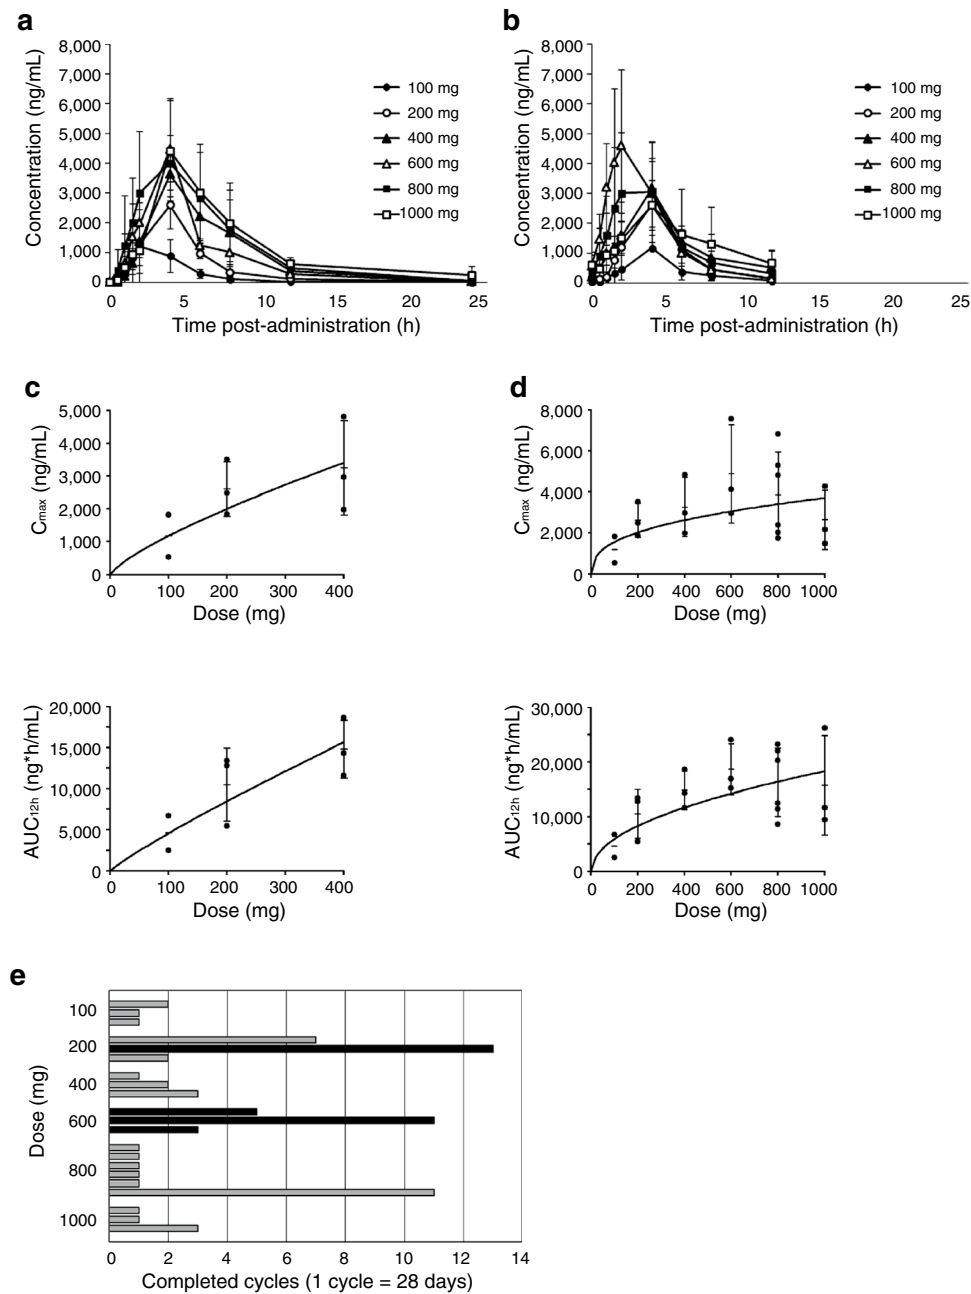 a
8,000
7,000
6,000
5,000
4,000
3,000
2,000
1,000
0
Concentration (ng/mL)
100 mg
200 mg
400 mg
600 mg
800 mg
1000 mg
0 5 10 15 20 25
Time post-administration (h)
b
8,000
7,000
6,000
5,000
4,000
3,000
2,000
1,000
0
Concentration (ng/mL)
100 mg
200 mg
400 mg
600 mg
800 mg
1000 mg
0 5 10 15 20 25
Time post-administration (h)
c
5,000
4,000
3,000
2,000
1,000
0
Cmax (ng/mL)
0 100 200 300 400
Dose (mg)
20,000
15,000
10,000
5,000
0
AUC12h (ng*h/mL)
0 100 200 300 400
Dose (mg)
d
8,000
6,000
4,000
2,000
0
Cmax (ng/mL)
0 200 400 600 800 1000
Dose (mg)
30,000
20,000
10,000
0
AUC12h (ng*h/mL)
0 200 400 600 800 1000
Dose (mg)
e
100
200
400
600
800
1000
Dose (mg)
0 2 4 6 8 10 12 14
Completed cycles (1 cycle = 28 days)